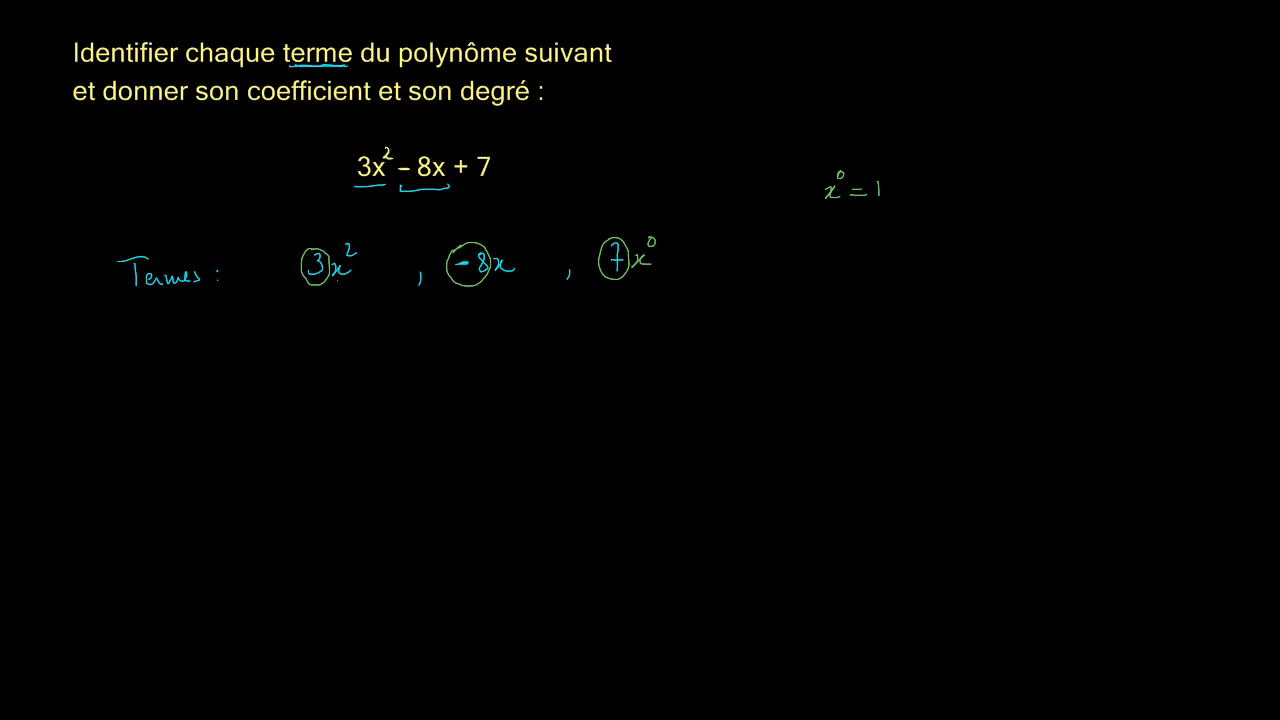 Identifier chaque terme du polynôme suivant
et donner son coefficient et son degré :
3x² – 8x + 7
x⁰ = 1
Termes : 3x² , -8x , 7x⁰